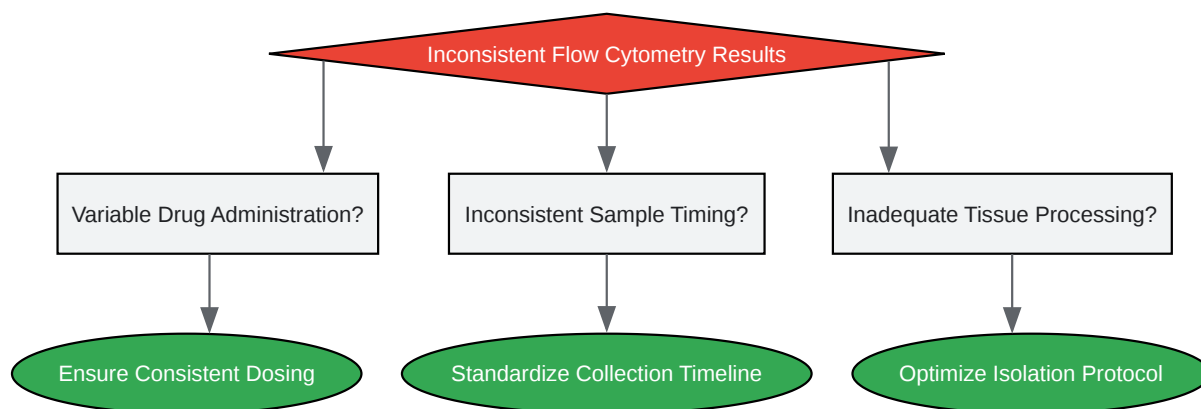 Inconsistent Flow Cytometry Results
Variable Drug Administration?
Inconsistent Sample Timing?
Inadequate Tissue Processing?
Ensure Consistent Dosing
Standardize Collection Timeline
Optimize Isolation Protocol